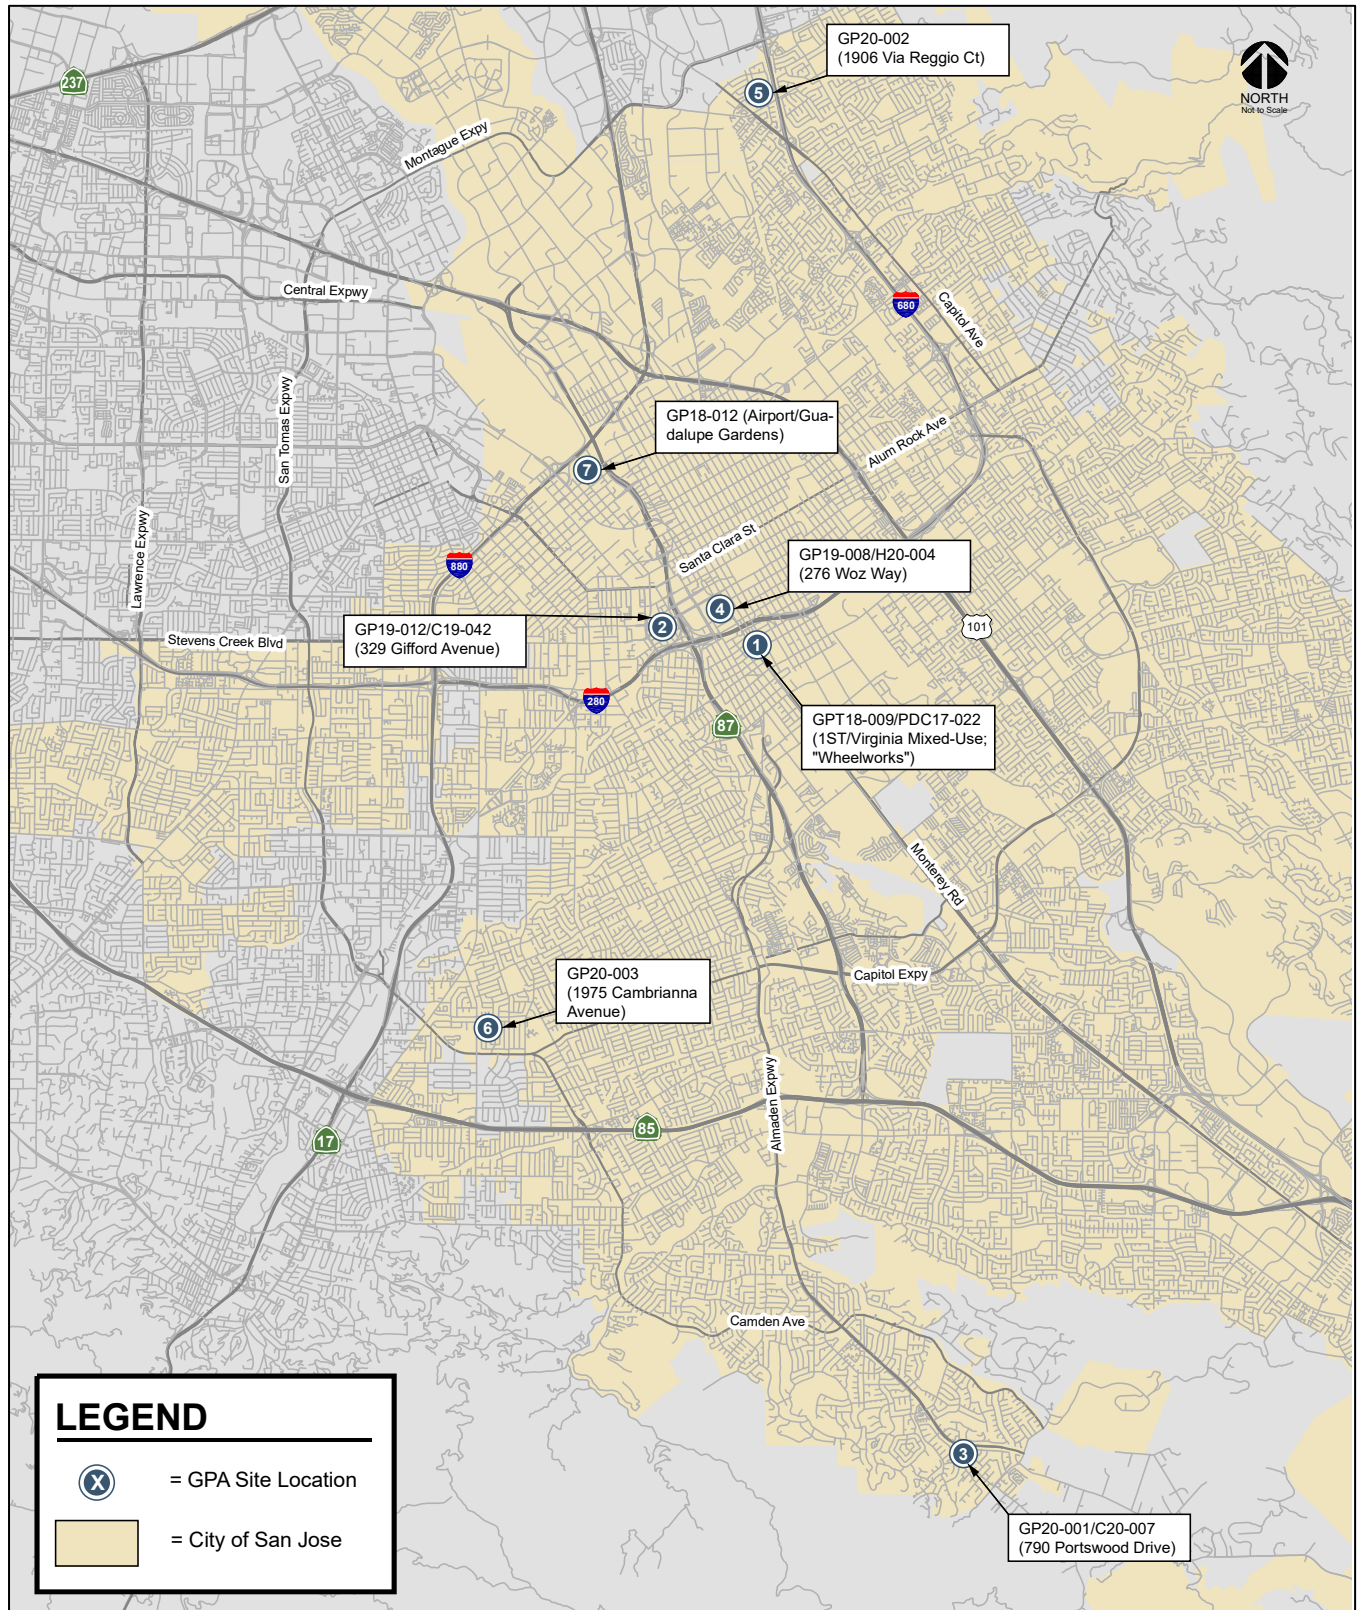 GP20-002
(1906 Via Reggio Ct)
NORTH
Not to Scale
237
5
Montague Expy
Central Expwy
680
Capitol Ave
San Tomas Expwy
GP18-012 (Airport/Gua-
dalupe Gardens)
Alum Rock Ave
7
Lawrence Expwy
Santa Clara St
880
GP19-008/H20-004
(276 Woz Way)
4
GP19-012/C19-042
(329 Gifford Avenue)
2
101
Stevens Creek Blvd
1
280
87
GPT18-009/PDC17-022
(1ST/Virginia Mixed-Use;
"Wheelworks")
Monterey Rd
GP20-003
(1975 Cambrianna
Avenue)
Capitol Expy
6
Almaden Expwy
85
17
Camden Ave
3
GP20-001/C20-007
(790 Portswood Drive)
LEGEND
X = GPA Site Location
= City of San Jose